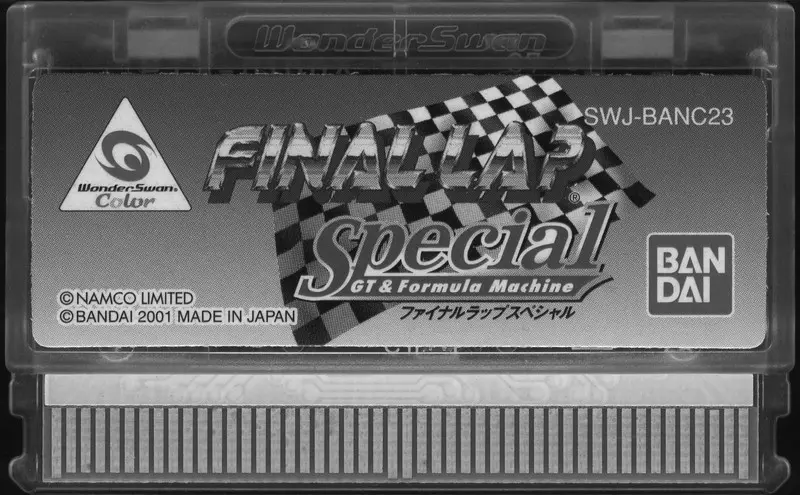 WonderSwan
SWJ-BANC23
FINAL LAP®
WonderSwan®
Color
Special
GT & Formula Machine
BAN
DAI
©NAMCO LIMITED
©BANDAI 2001 MADE IN JAPAN
ファイナルラップスペシャル